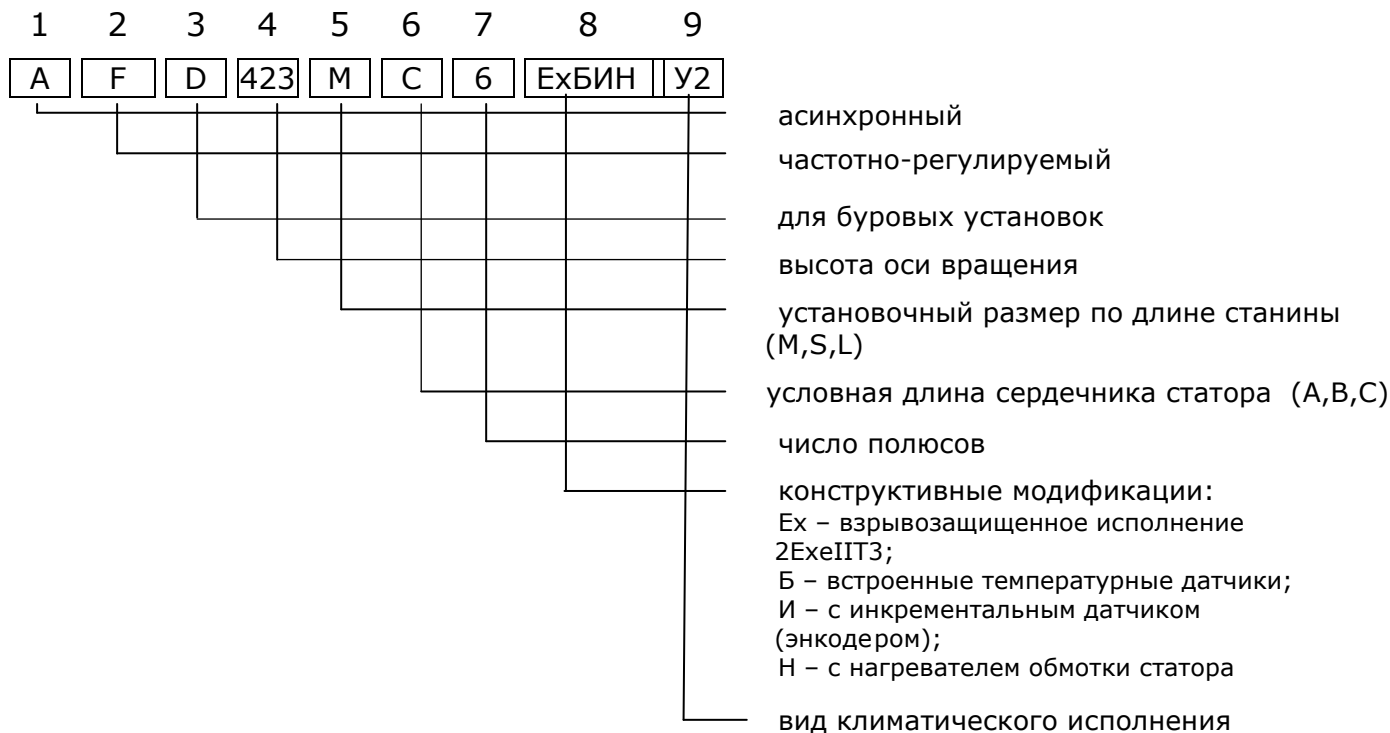 1 2 3 4 5 6 7 8 9
A F D 423 M C 6 ЕхБИН У2
асинхронный
частотно-регулируемый
для буровых установок
высота оси вращения
установочный размер по длине станины
(M,S,L)
условная длина сердечника статора (А,В,С)
число полюсов
конструктивные модификации:
Ех – взрывозащищенное исполнение
2ExeIIT3;
Б – встроенные температурные датчики;
И – с инкрементальным датчиком
(энкодером);
Н – с нагревателем обмотки статора
вид климатического исполнения